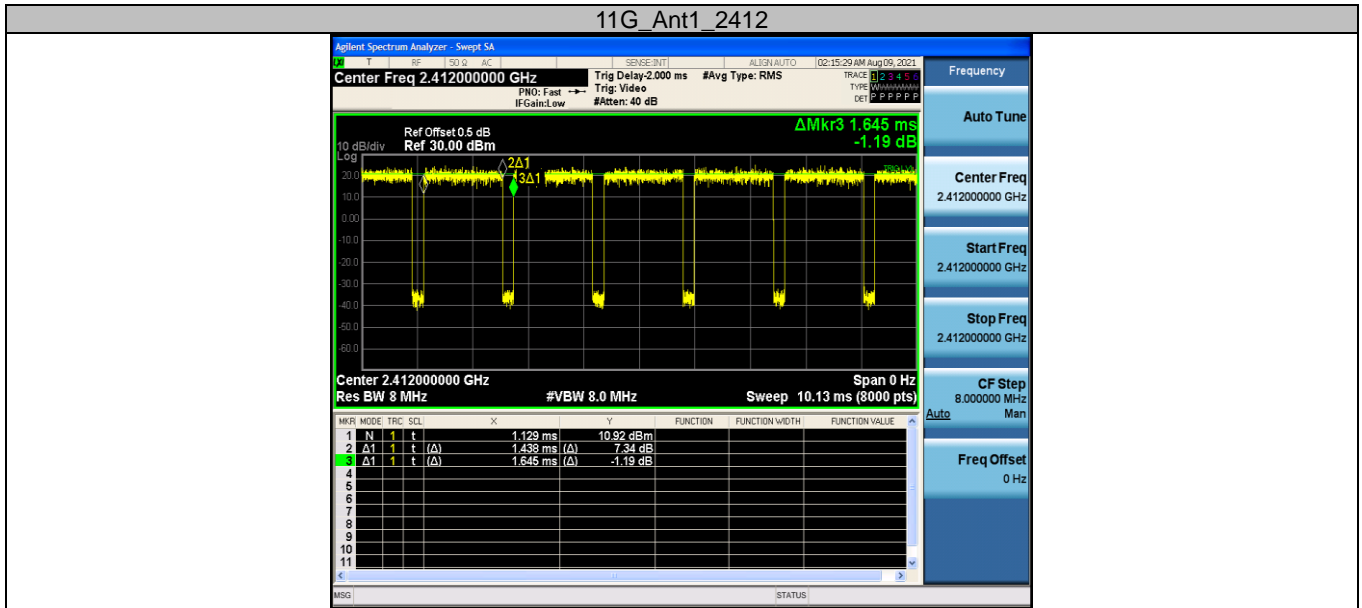 11G_Ant1_2412
Agilent Spectrum Analyzer - Swept SA
T RF 50 Ω AC SENSE:INT ALIGN AUTO 02:15:29 AM Aug 09, 2021
Center Freq 2.412000000 GHz
PNO: Fast
IFGain:Low
Trig Delay-2.000 ms
Trig: Video
#Atten: 40 dB
#Avg Type: RMS
TRACE 1 2 3 4 5 6
TYPE
DET P P P P P P
ΔMkr3 1.645 ms
-1.19 dB
10 dB/div
Log
Ref Offset 0.5 dB
Ref 30.00 dBm
2Δ1
3Δ1
20.0
10.0
0.00
-10.0
-20.0
-30.0
-40.0
-50.0
-60.0
Center 2.412000000 GHz
Span 0 Hz
Res BW 8 MHz
#VBW 8.0 MHz
Sweep 10.13 ms (8000 pts)
MKR MODE TRC SCL X Y FUNCTION FUNCTION WIDTH FUNCTION VALUE
1 N 1 t 1.129 ms 10.92 dBm
2 Δ1 1 t (Δ) 1.438 ms (Δ) 7.34 dB
3 Δ1 1 t (Δ) 1.645 ms (Δ) -1.19 dB
4
5
6
7
8
9
10
11
MSG
STATUS
Frequency
Auto Tune
Center Freq
2.412000000 GHz
Start Freq
2.412000000 GHz
Stop Freq
2.412000000 GHz
CF Step
8.000000 MHz
Auto Man
Freq Offset
0 Hz